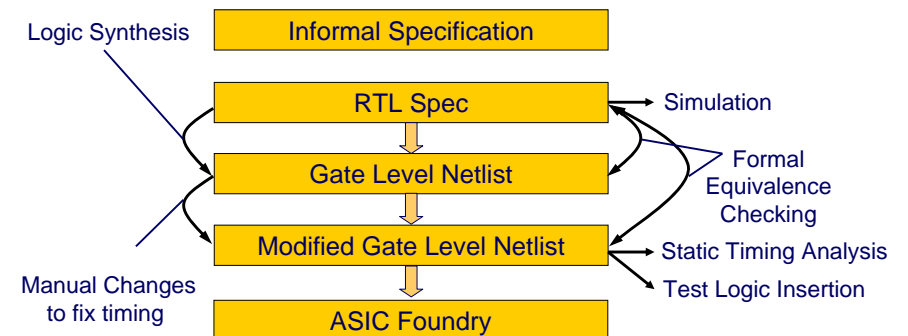 Logic Synthesis
Informal Specification
RTL Spec
Simulation
Gate Level Netlist
Formal
Equivalence
Checking
Modified Gate Level Netlist
Static Timing Analysis
Manual Changes
to fix timing
Test Logic Insertion
ASIC Foundry